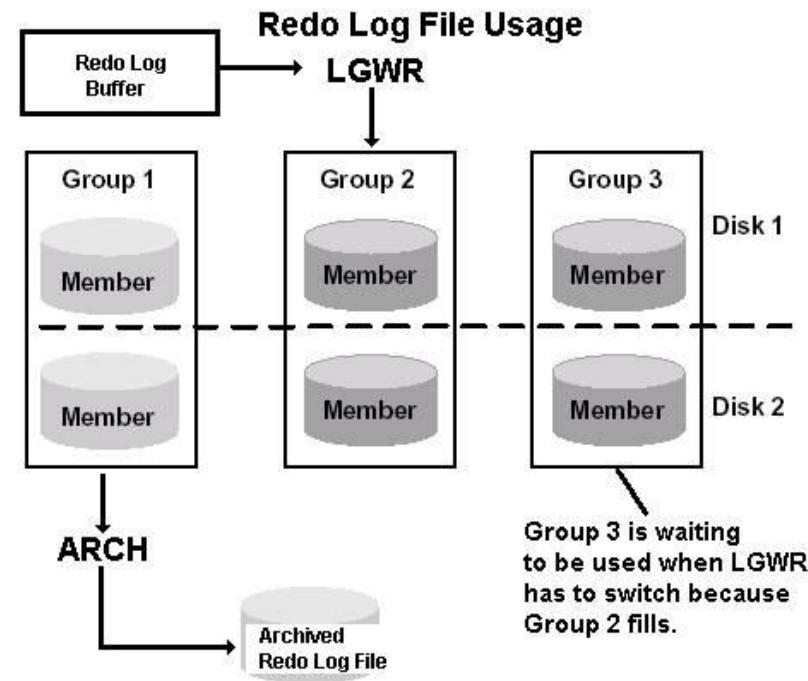 Redo Log File Usage
Redo Log
Buffer
LGWR
Group 1
Group 2
Group 3
Member
Member
Member
Disk 1
Member
Member
Member
Disk 2
ARCH
Archived
Redo Log File
Group 3 is waiting
to be used when LGWR
has to switch because
Group 2 fills.